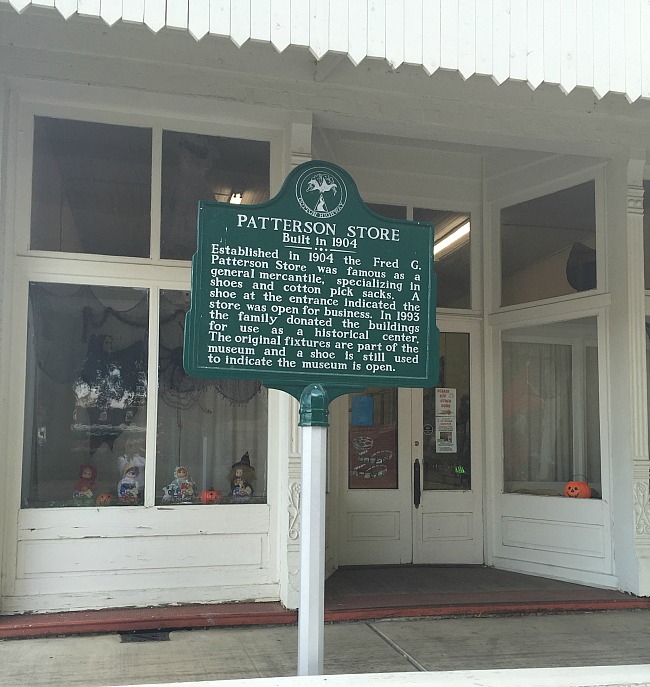 PATTERSON STORE
Built in 1904
Established in 1904 the Fred G.
Patterson Store was famous as a
general mercantile, specializing in
shoes and cotton pick sacks. A
shoe at the entrance indicated the
store was open for business. In 1993
the family donated the buildings
for use as a historical center.
The original fixtures are part of the
museum and a shoe is still used
to indicate the museum is open.